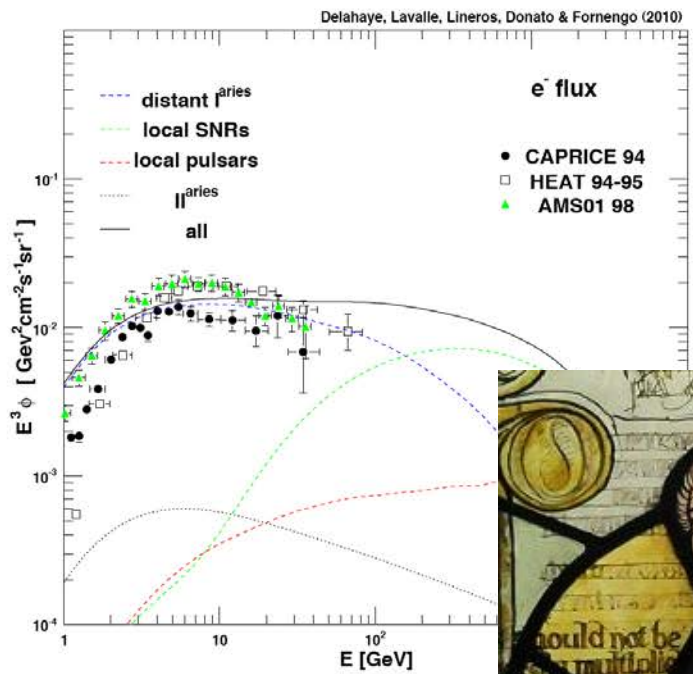 Delahaye, Lavalle, Lineros, Donato & Fornengo (2010)
e⁻ flux
distant I^aries
local SNRs
local pulsars
II^aries
all
CAPRICE 94
HEAT 94-95
AMS01 98
E³ ϕ [ Gev²cm⁻²s⁻¹sr⁻¹ ]
10⁻¹
10⁻²
10⁻³
10⁻⁴
1
10
10²
E [GeV]
hould not be
multiplie